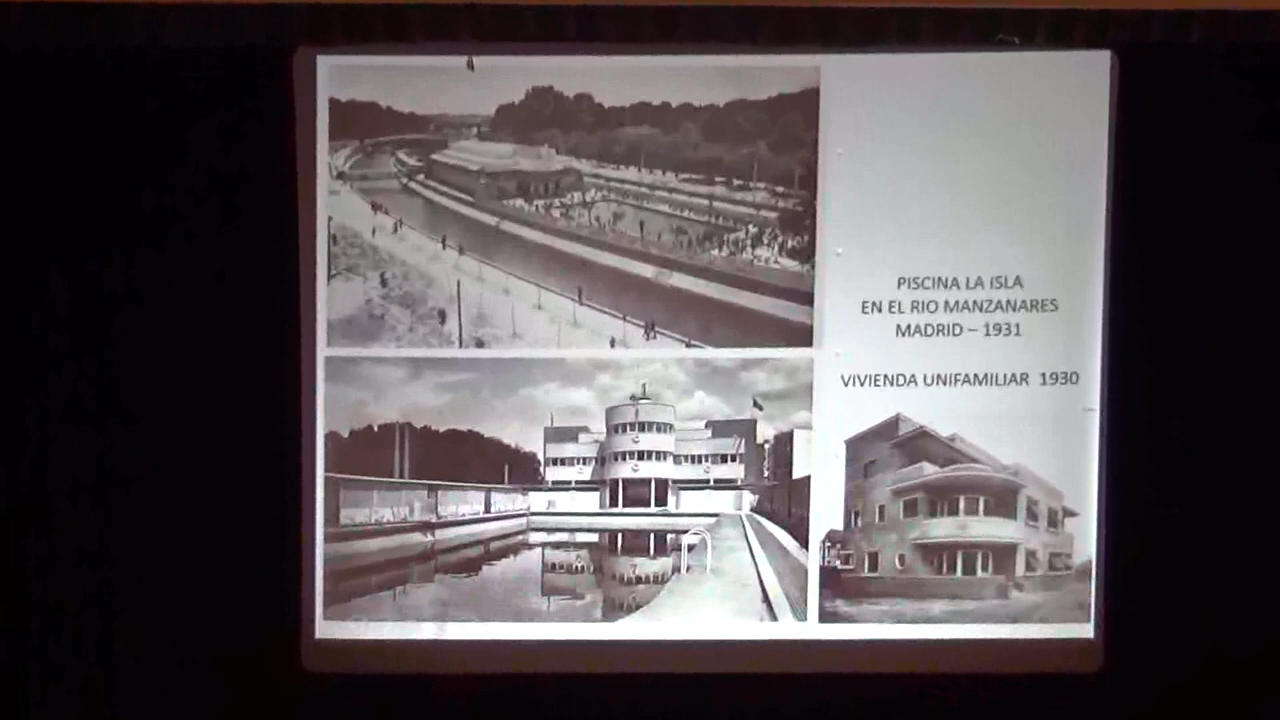 PISCINA LA ISLA
EN EL RIO MANZANARES
MADRID – 1931
VIVIENDA UNIFAMILIAR 1930